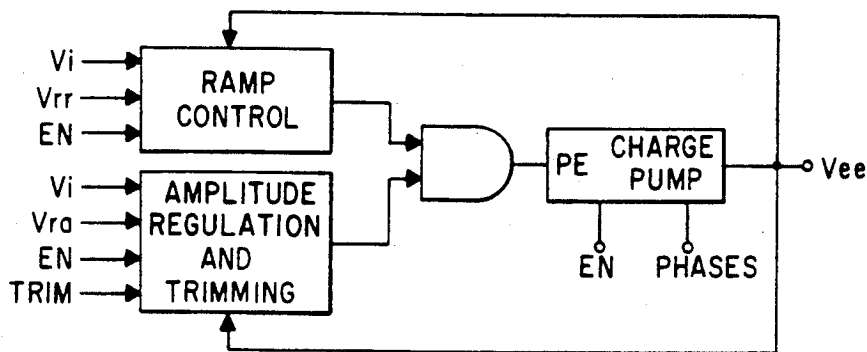 Vi
Vrr
EN
RAMP
CONTROL
Vi
Vra
EN
TRIM
AMPLITUDE
REGULATION
AND
TRIMMING
PE
CHARGE
PUMP
EN
PHASES
Vee